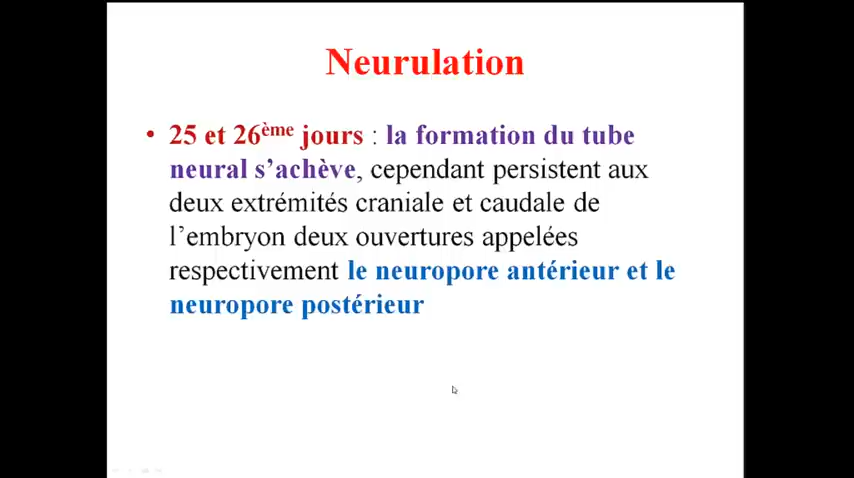 Neurulation
• 25 et 26ème jours : la formation du tube
neural s’achève, cependant persistent aux
deux extrémités craniale et caudale de
l’embryon deux ouvertures appelées
respectivement le neuropore antérieur et le
neuropore postérieur